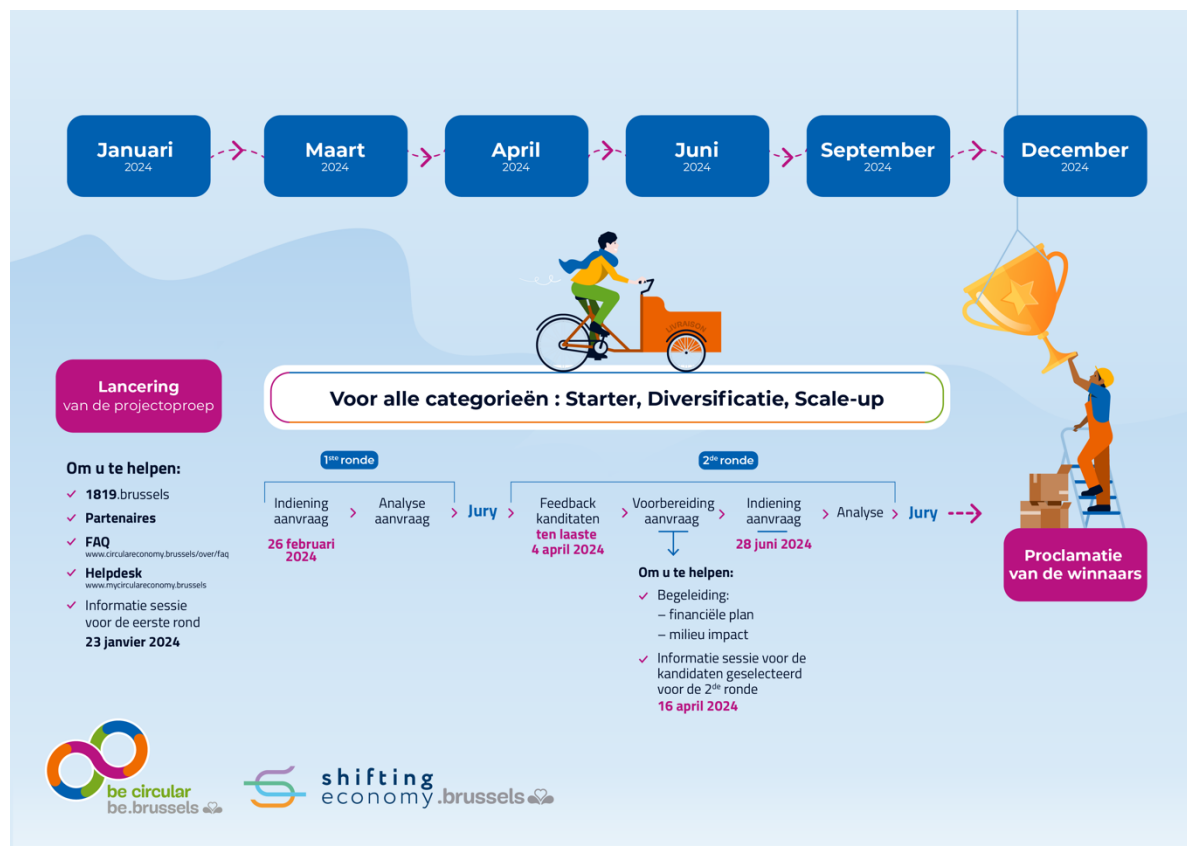 Januari
2024
Maart
2024
April
2024
Juni
2024
September
2024
December
2024
LIVRAISON
Lancering
van de projectoproep
Voor alle categorieën : Starter, Diversificatie, Scale-up
Om u te helpen:
1819.brussels
Partenaires
FAQ
www.circulareconomy.brussels/over/faq
Helpdesk
www.mycirculareconomy.brussels
Informatie sessie
voor de eerste rond
23 janvier 2024
1ste ronde
Indiening
aanvraag
26 februari
2024
Analyse
aanvraag
Jury
2de ronde
Feedback
kanditaten
ten laaste
4 april 2024
Voorbereiding
aanvraag
Om u te helpen:
Begeleiding:
– financiële plan
– milieu impact
Informatie sessie voor de
kandidaten geselecteerd
voor de 2de ronde
16 april 2024
Indiening
aanvraag
28 juni 2024
Analyse
Jury
Proclamatie
van de winnaars
be circular
be.brussels
shifting
economy.brussels